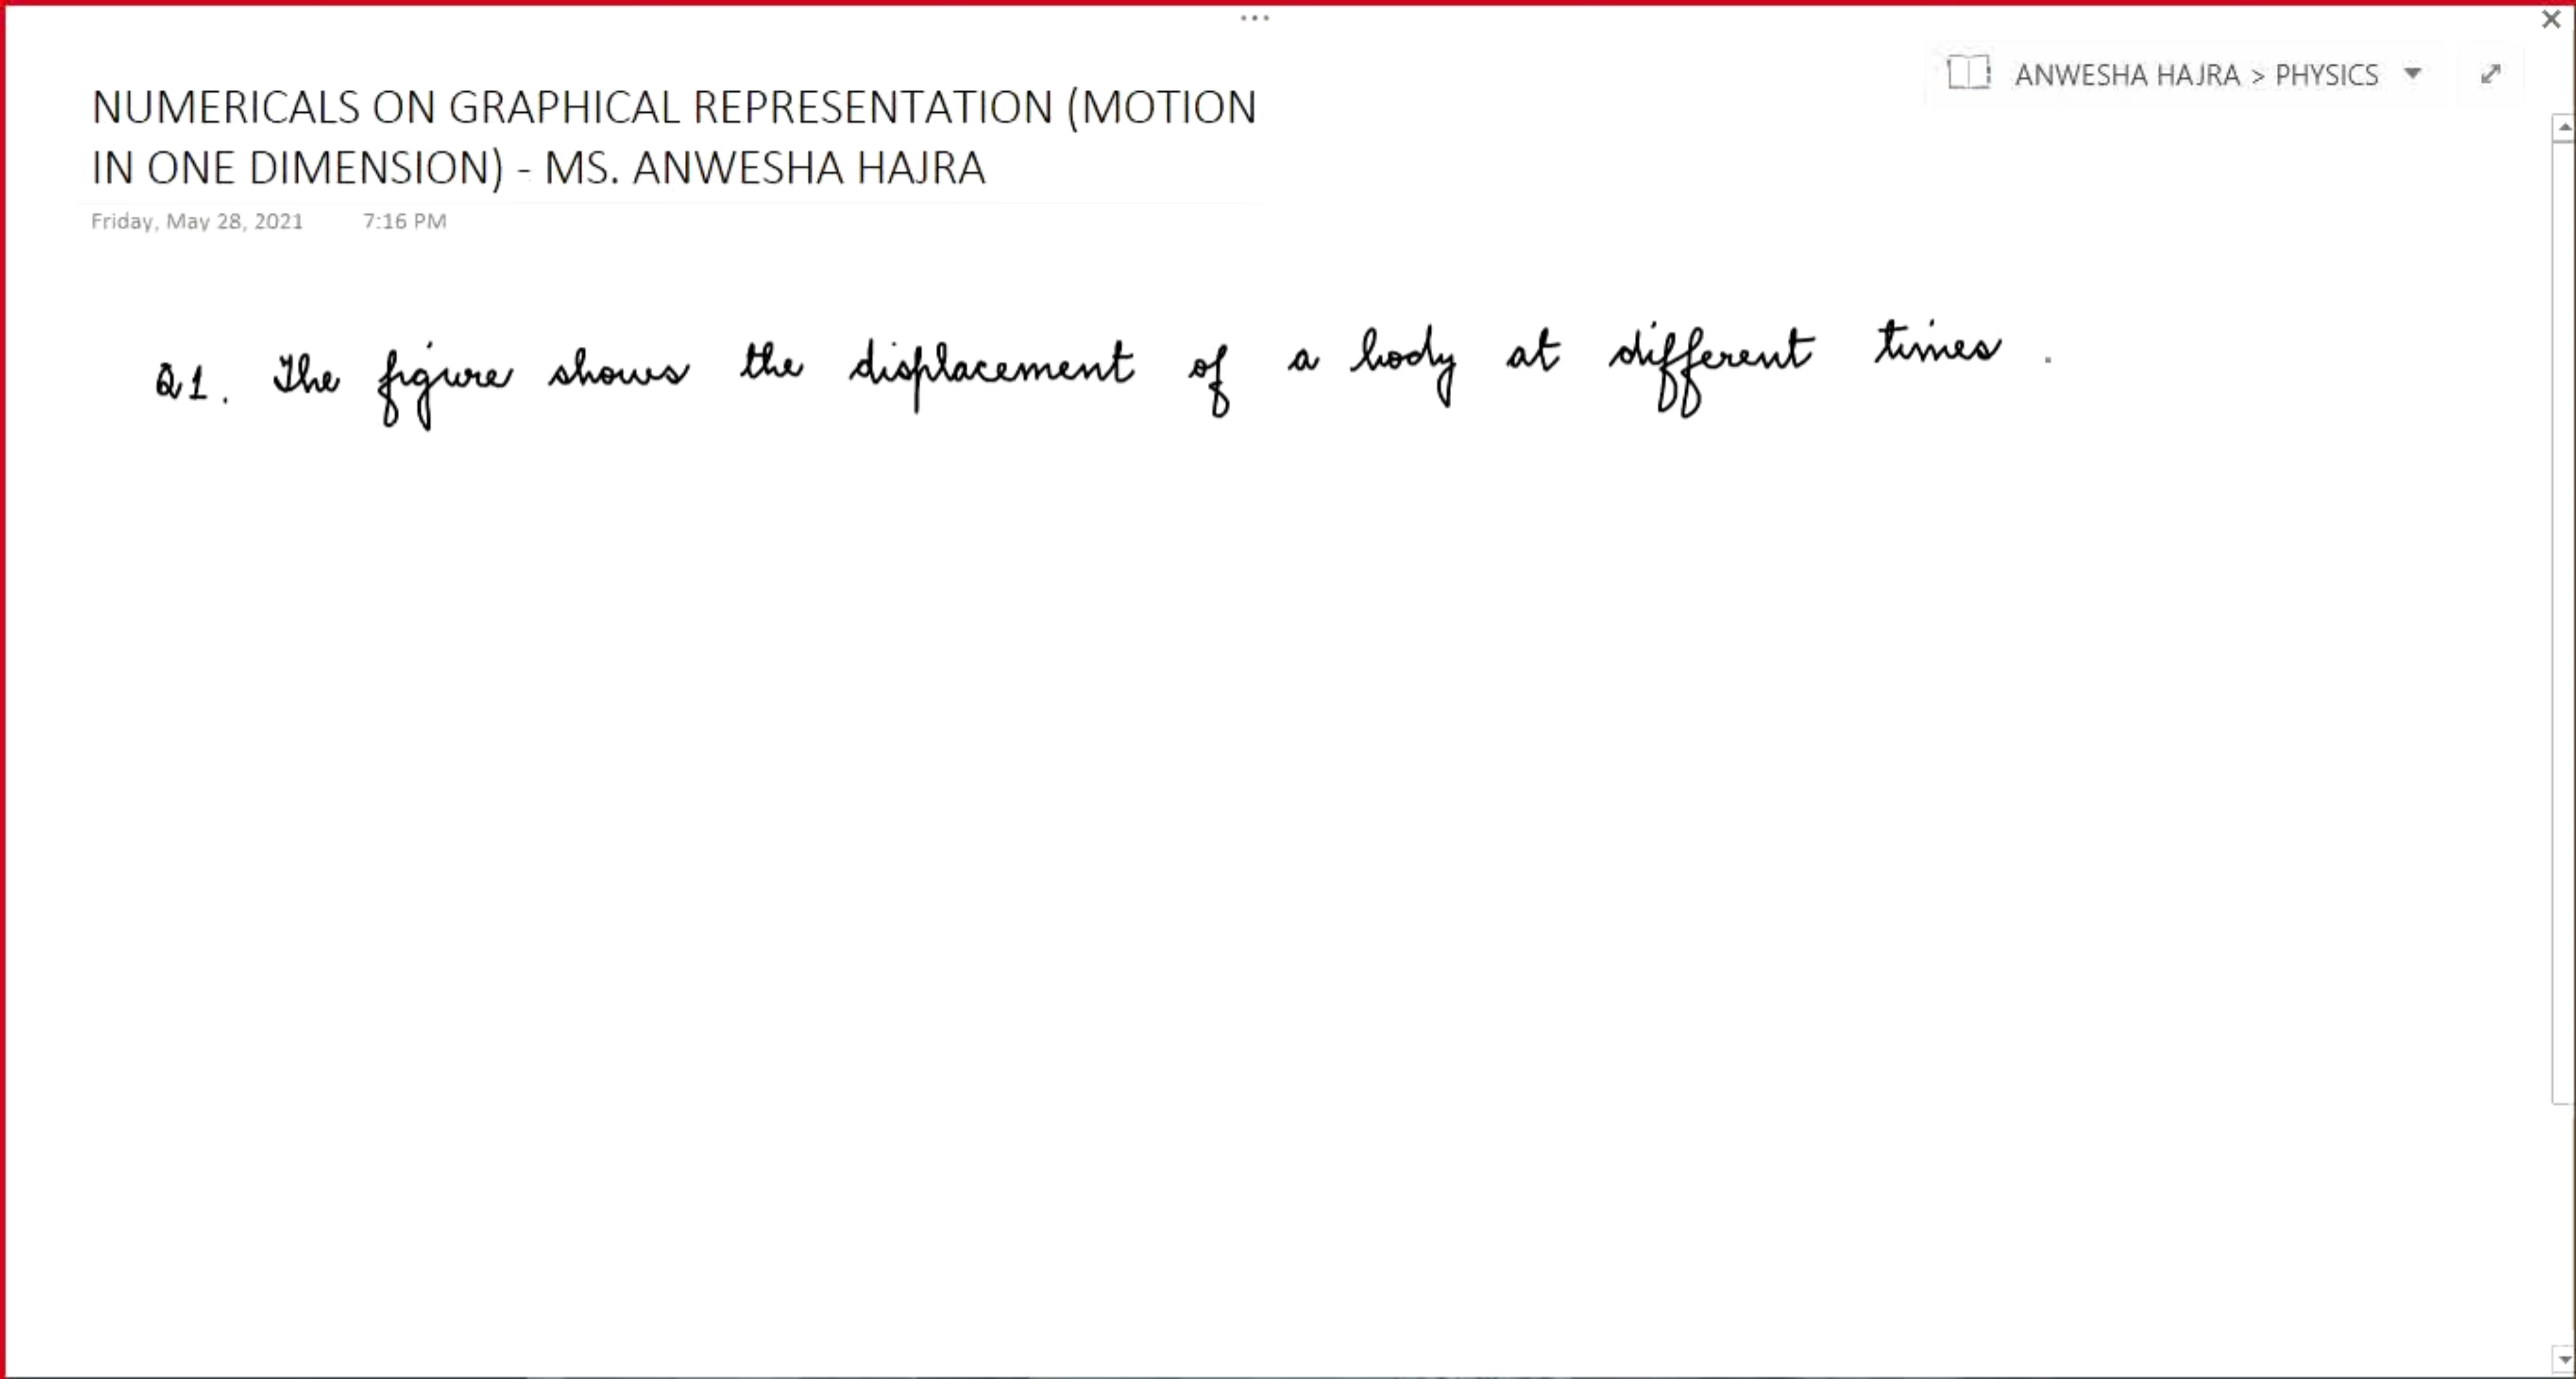 ANWESHA HAJRA > PHYSICS
NUMERICALS ON GRAPHICAL REPRESENTATION (MOTION
IN ONE DIMENSION) - MS. ANWESHA HAJRA
Friday, May 28, 2021 7:16 PM
Q1. The figure shows the displacement of a body at different times.